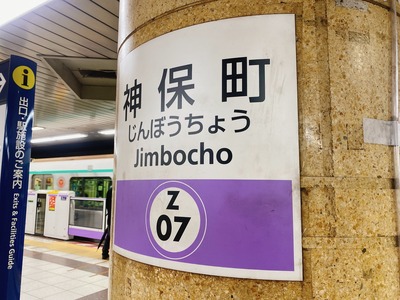 神保町
じんぼうちょう
Jimbocho
Z
07
i
出口・駅施設のご案内
Exits & Facilities Guide